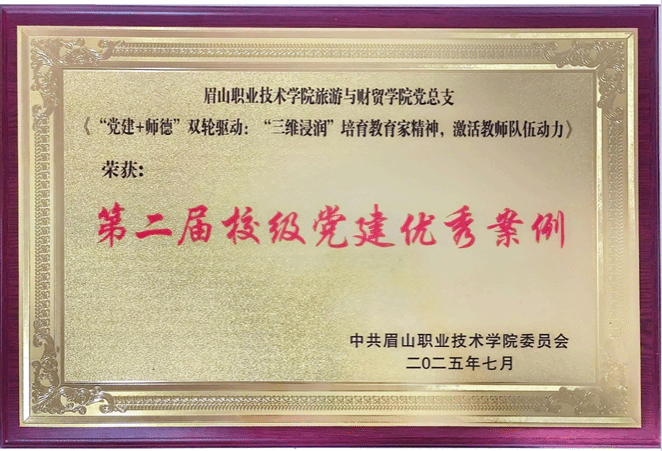 眉山职业技术学院旅游与财贸学院党总支
《“党建+师德”双轮驱动：“三维浸润”培育教育家精神，激活教师队伍动力》
荣获：
第二届校级党建优秀案例
中共眉山职业技术学院委员会
二〇二五年七月